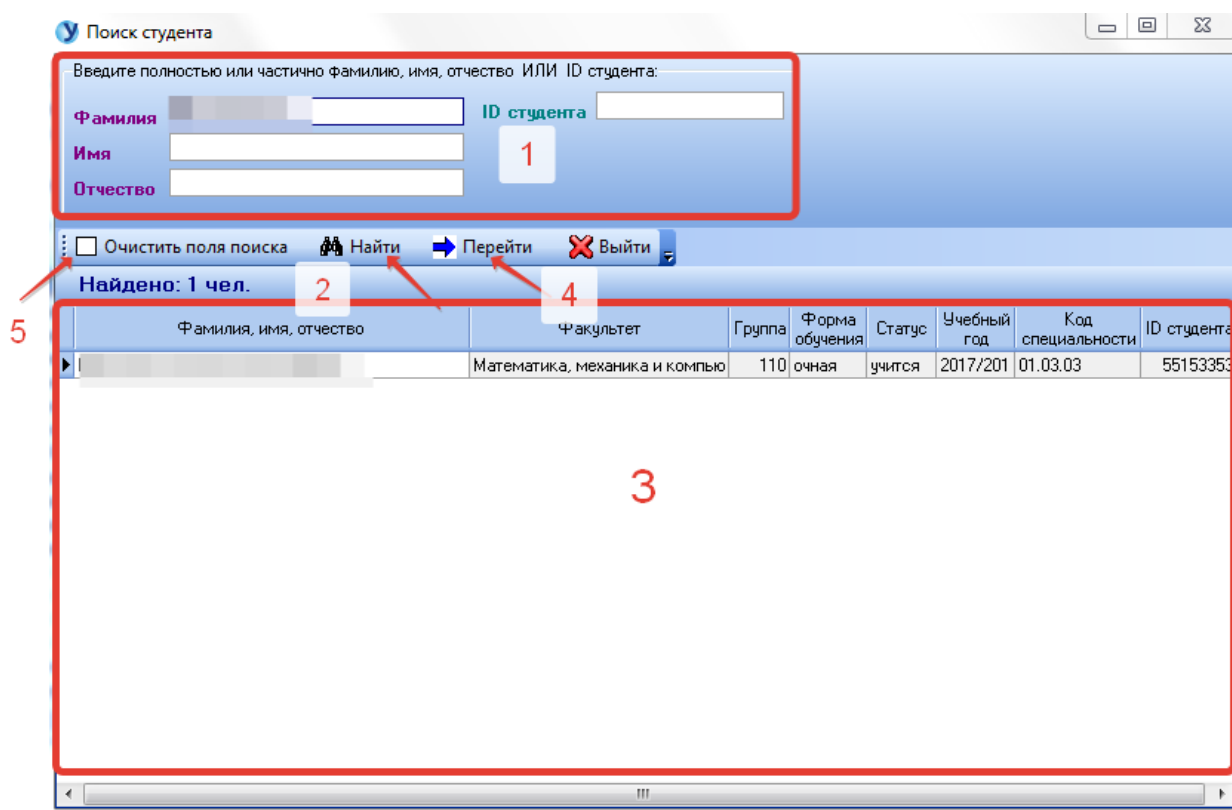 Поиск студента
Введите полностью или частично фамилию, имя, отчество ИЛИ ID студента:
Фамилия
ID студента
Имя
1
Отчество
Очистить поля поиска
Найти
Перейти
Выйти
Найдено: 1 чел.
2
4
5
Фамилия, имя, отчество
Факультет
Группа
Форма обучения
Статус
Учебный год
Код специальности
ID студента
Математика, механика и компью
110
очная
учится
2017/201
01.03.03
55153353
3